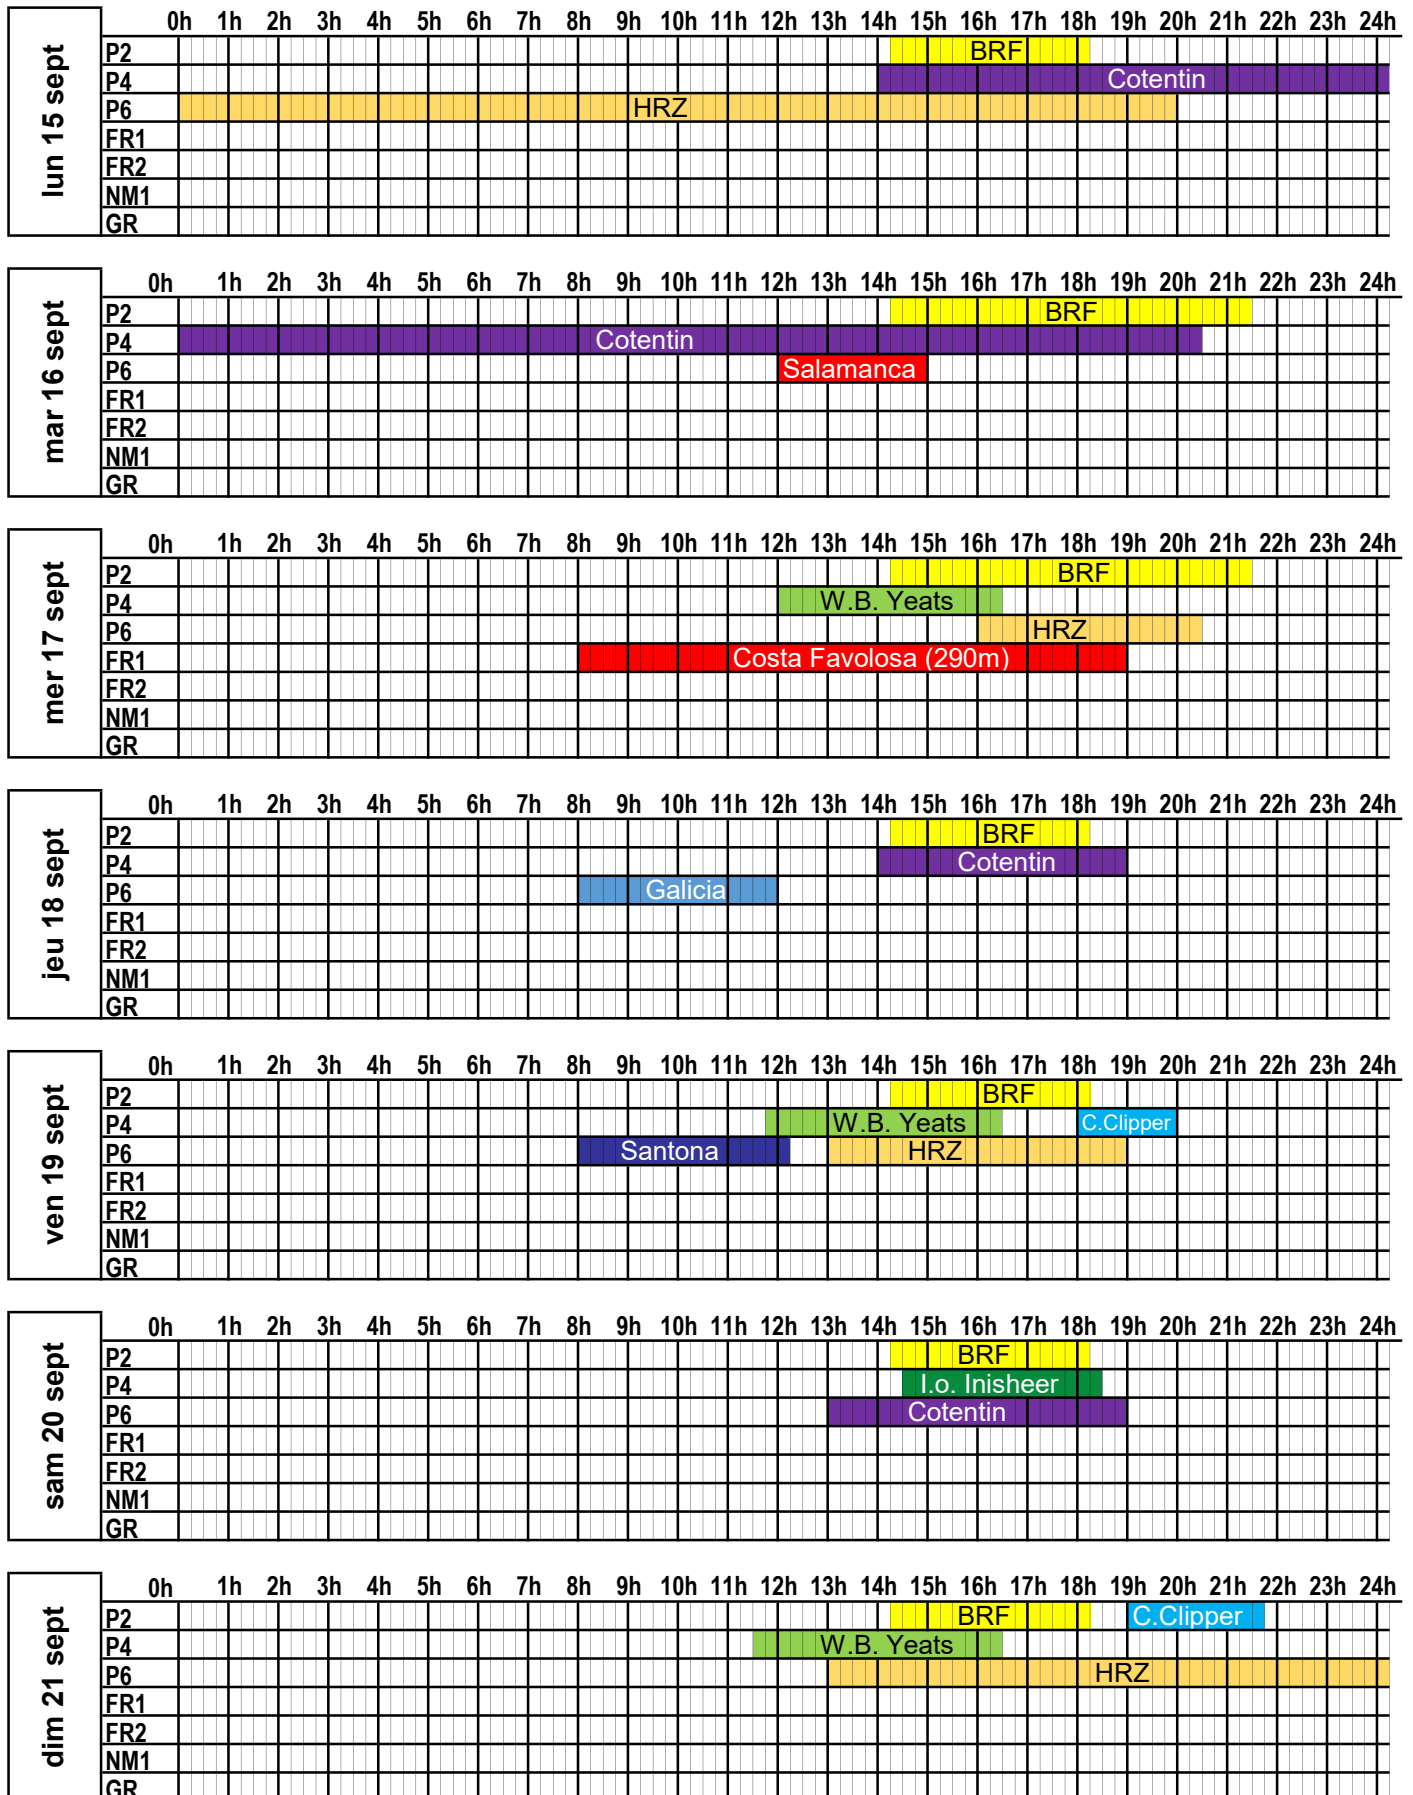 0h 1h 2h 3h 4h 5h 6h 7h 8h 9h 10h 11h 12h 13h 14h 15h 16h 17h 18h 19h 20h 21h 22h 23h 24h
lun 15 sept
P2 BRF
P4 Cotentin
P6 HRZ
FR1
FR2
NM1
GR
0h 1h 2h 3h 4h 5h 6h 7h 8h 9h 10h 11h 12h 13h 14h 15h 16h 17h 18h 19h 20h 21h 22h 23h 24h
mar 16 sept
P2 BRF
P4 Cotentin
P6 Salamanca
FR1
FR2
NM1
GR
0h 1h 2h 3h 4h 5h 6h 7h 8h 9h 10h 11h 12h 13h 14h 15h 16h 17h 18h 19h 20h 21h 22h 23h 24h
mer 17 sept
P2 BRF
P4 W.B. Yeats
P6 HRZ
FR1 Costa Favolosa (290m)
FR2
NM1
GR
0h 1h 2h 3h 4h 5h 6h 7h 8h 9h 10h 11h 12h 13h 14h 15h 16h 17h 18h 19h 20h 21h 22h 23h 24h
jeu 18 sept
P2 BRF
P4 Cotentin
P6 Galicia
FR1
FR2
NM1
GR
0h 1h 2h 3h 4h 5h 6h 7h 8h 9h 10h 11h 12h 13h 14h 15h 16h 17h 18h 19h 20h 21h 22h 23h 24h
ven 19 sept
P2 BRF
P4 W.B. Yeats C.Clipper
P6 Santona HRZ
FR1
FR2
NM1
GR
0h 1h 2h 3h 4h 5h 6h 7h 8h 9h 10h 11h 12h 13h 14h 15h 16h 17h 18h 19h 20h 21h 22h 23h 24h
sam 20 sept
P2 BRF
P4 I.o. Inisheer
P6 Cotentin
FR1
FR2
NM1
GR
0h 1h 2h 3h 4h 5h 6h 7h 8h 9h 10h 11h 12h 13h 14h 15h 16h 17h 18h 19h 20h 21h 22h 23h 24h
dim 21 sept
P2 BRF C.Clipper
P4 W.B. Yeats
P6 HRZ
FR1
FR2
NM1
GR